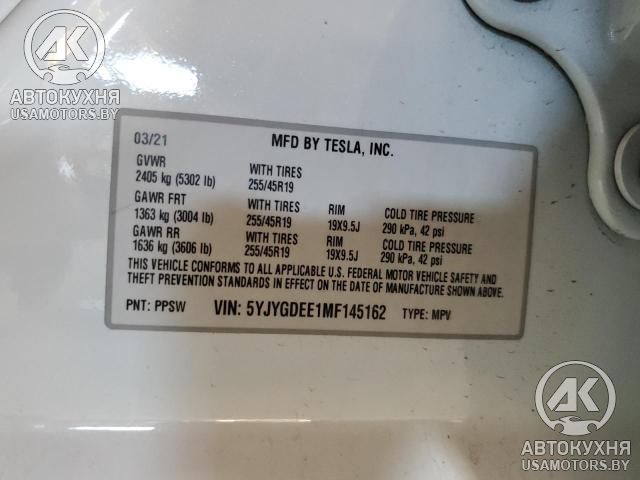 AK
АВТОКУХНЯ
USAMOTORS.BY
03/21 MFD BY TESLA, INC.
GVWR WITH TIRES
2405 kg (5302 lb) 255/45R19
GAWR FRT WITH TIRES RIM COLD TIRE PRESSURE
1363 kg (3004 lb) 255/45R19 19X9.5J 290 kPa, 42 psi
GAWR RR WITH TIRES RIM COLD TIRE PRESSURE
1636 kg (3606 lb) 255/45R19 19X9.5J 290 kPa, 42 psi
THIS VEHICLE CONFORMS TO ALL APPLICABLE U.S. FEDERAL MOTOR VEHICLE SAFETY AND
THEFT PREVENTION STANDARDS IN EFFECT ON THE DATE OF MANUFACTURE SHOWN ABOVE.
PNT: PPSW VIN: 5YJYGDEE1MF145162 TYPE: MPV
AK
АВТОКУХНЯ
USAMOTORS.BY